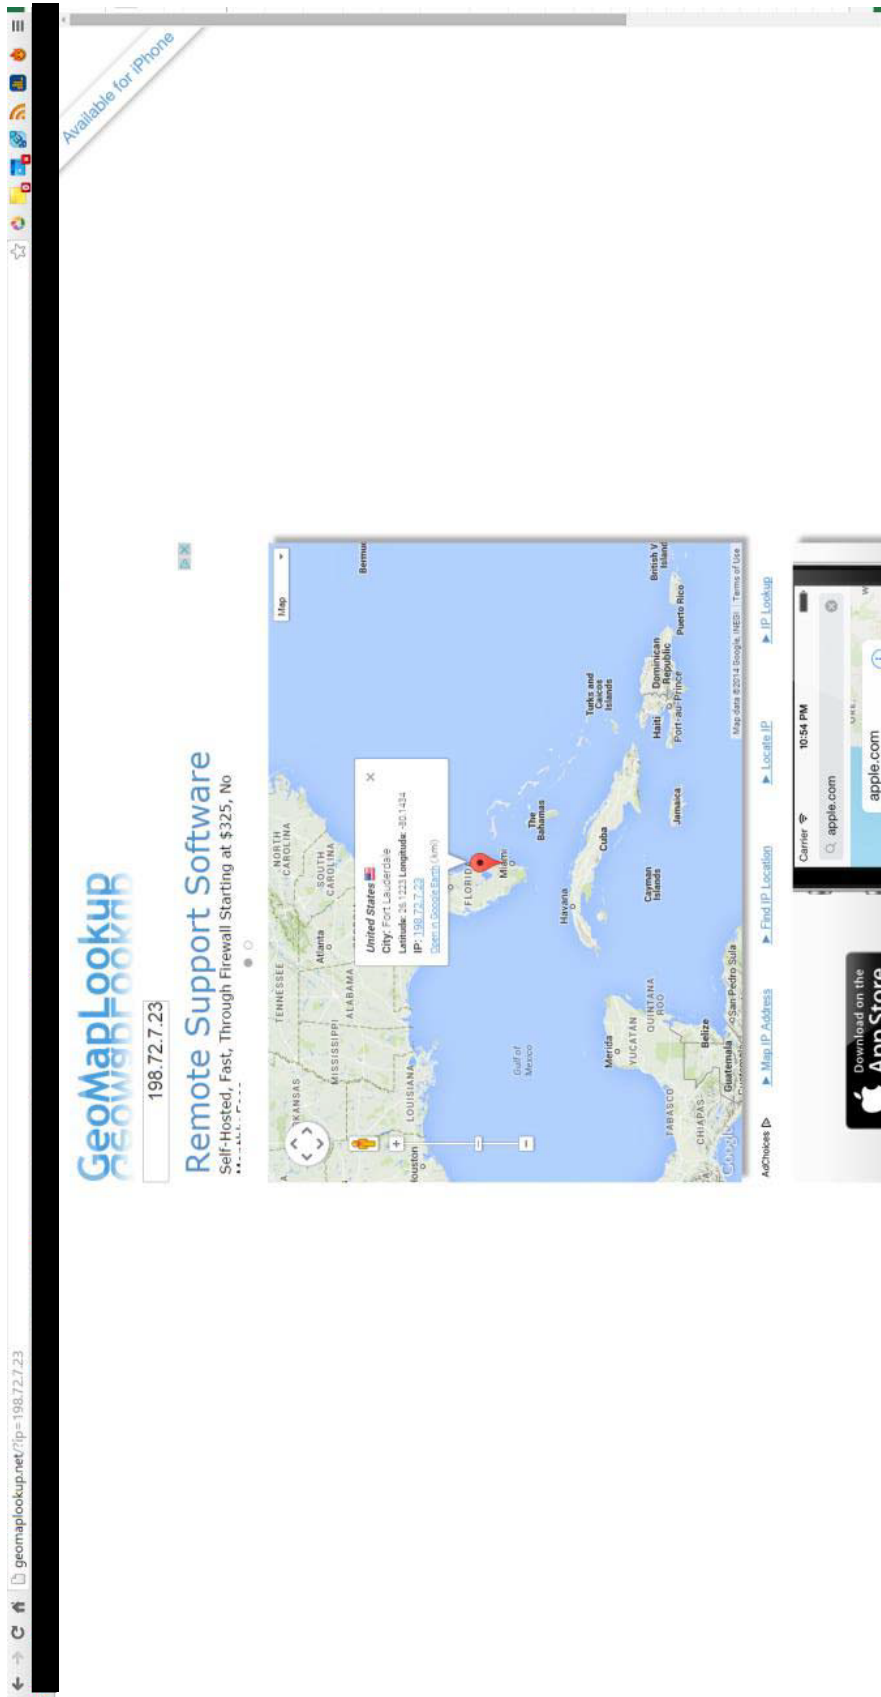 geomaplookup.net/?ip=198.72.7.23
Available for iPhone
GeoMapLookup
198.72.7.23
Remote Support Software
Self-Hosted, Fast, Through Firewall Starting at $325, No
Map
NORTH
CAROLINA
TENNESSEE
SOUTH
CAROLINA
Atlanta
MISSISSIPPI
ALABAMA
LOUISIANA
Houston
United States
City: Fort Lauderdale
Latitude: 26.1223 Longitude: -80.1434
IP: 198.72.7.23
Open in Google Earth (.kml)
FLORID
Miami
Gulf of
Mexico
The
Bahamas
Havana
Cuba
Turks and
Caicos
Islands
Merida
YUCATAN
QUINTANA
ROO
Cayman
Islands
Jamaica
Haiti
Dominican
Republic
Port-au-Prince
Puerto Rico
British V
Island
TABASCO
CHIAPAS
Belize
Guatemala
San Pedro Sula
Google
Map data ©2014 Google, INEGI
Terms of Use
AdChoices
Map IP Address
Find IP Location
Locate IP
IP Lookup
Carrier
10:54 PM
apple.com
apple.com
Download on the
App Store